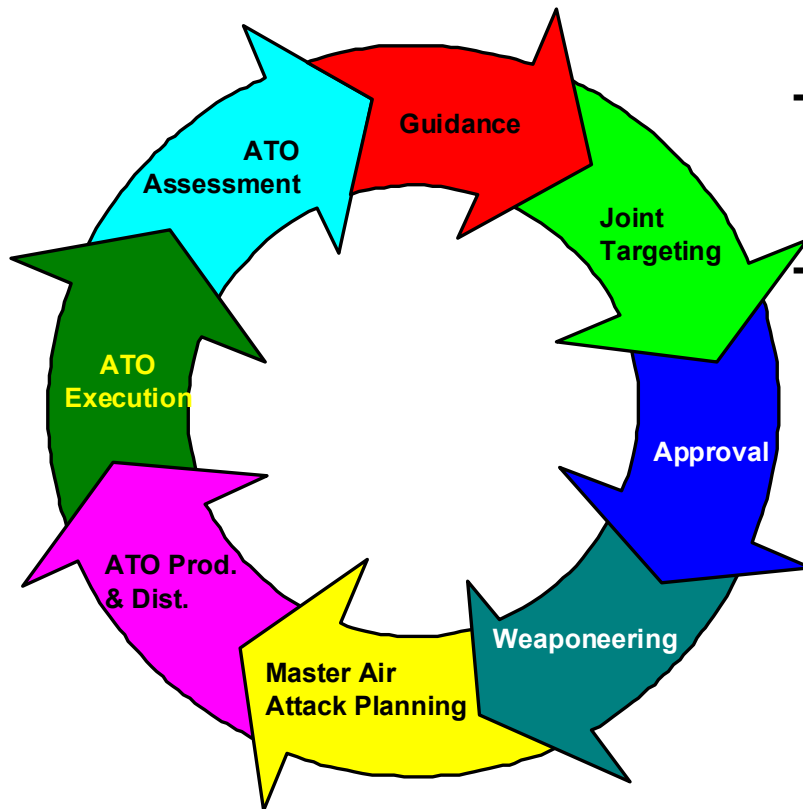 Guidance
Joint
Targeting
Approval
Weaponeering
Master Air
Attack Planning
ATO Prod.
& Dist.
ATO
Execution
ATO
Assessment